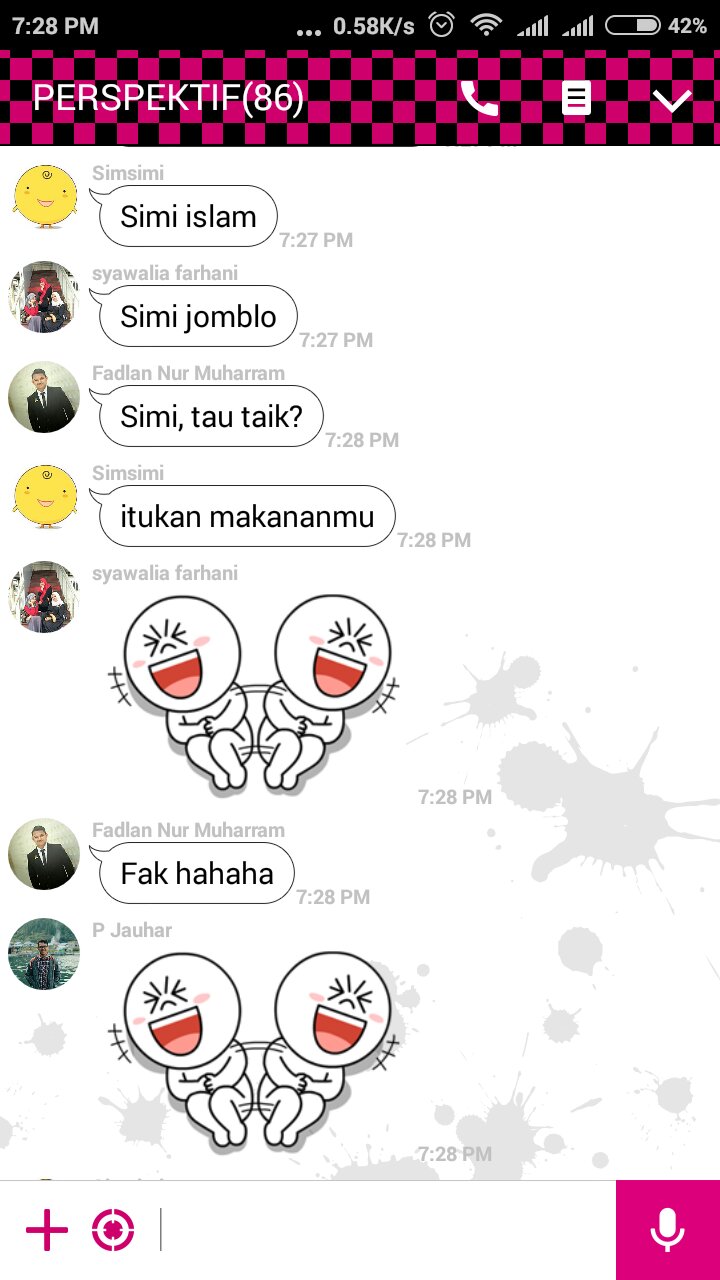 7:28 PM
... 0.58K/s
42%
PERSPEKTIF(86)
Simsimi
Simi islam
7:27 PM
syawalia farhani
Simi jomblo
7:27 PM
Fadlan Nur Muharram
Simi, tau taik?
7:28 PM
Simsimi
itukan makananmu
7:28 PM
syawalia farhani
7:28 PM
Fadlan Nur Muharram
Fak hahaha
7:28 PM
P Jauhar
7:28 PM